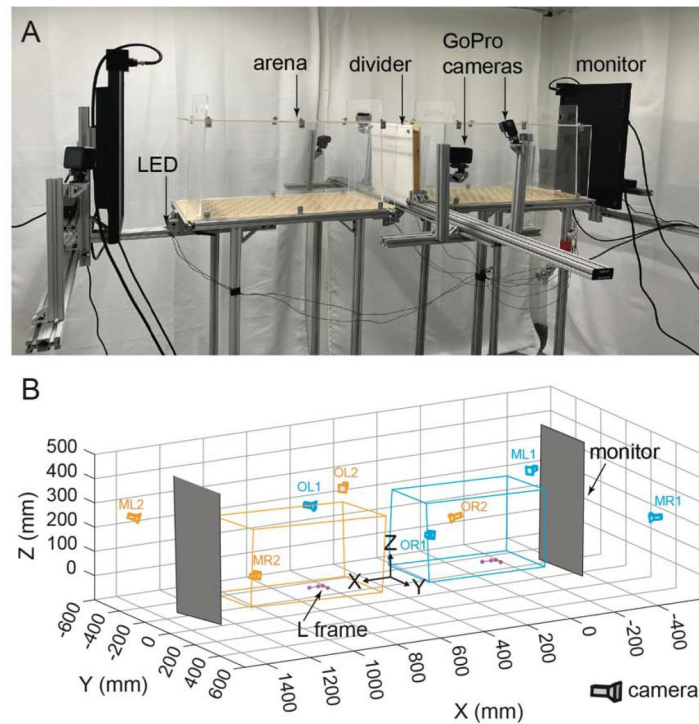 A
arena
divider
GoPro
cameras
monitor
LED
B
500
400
300
200
100
0
Z (mm)
ML2
OL1
OL2
ML1
monitor
MR1
OR2
OR1
MR2
Z
X
Y
L frame
-600
-400
-200
0
200
400
600
Y (mm)
1400
1200
1000
800
600
400
200
0
-200
-400
X (mm)
camera